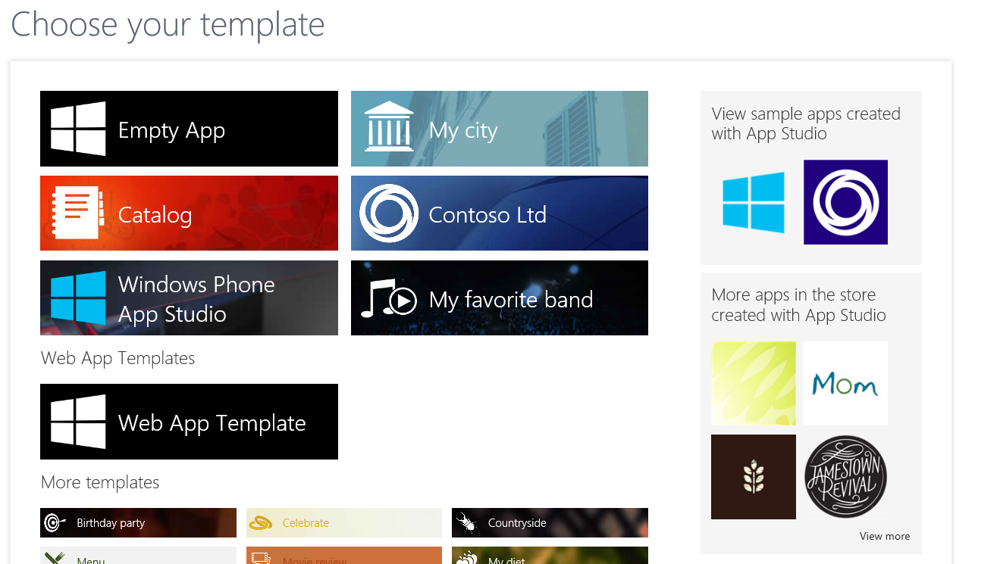 Choose your template
Empty App
My city
Catalog
Contoso Ltd
Windows Phone
App Studio
My favorite band
Web App Templates
Web App Template
More templates
Birthday party
Celebrate
Countryside
Menu
Movie review
My diet
View sample apps created
with App Studio
More apps in the store
created with App Studio
Mom
JAMESTOWN
REVIVAL
View more